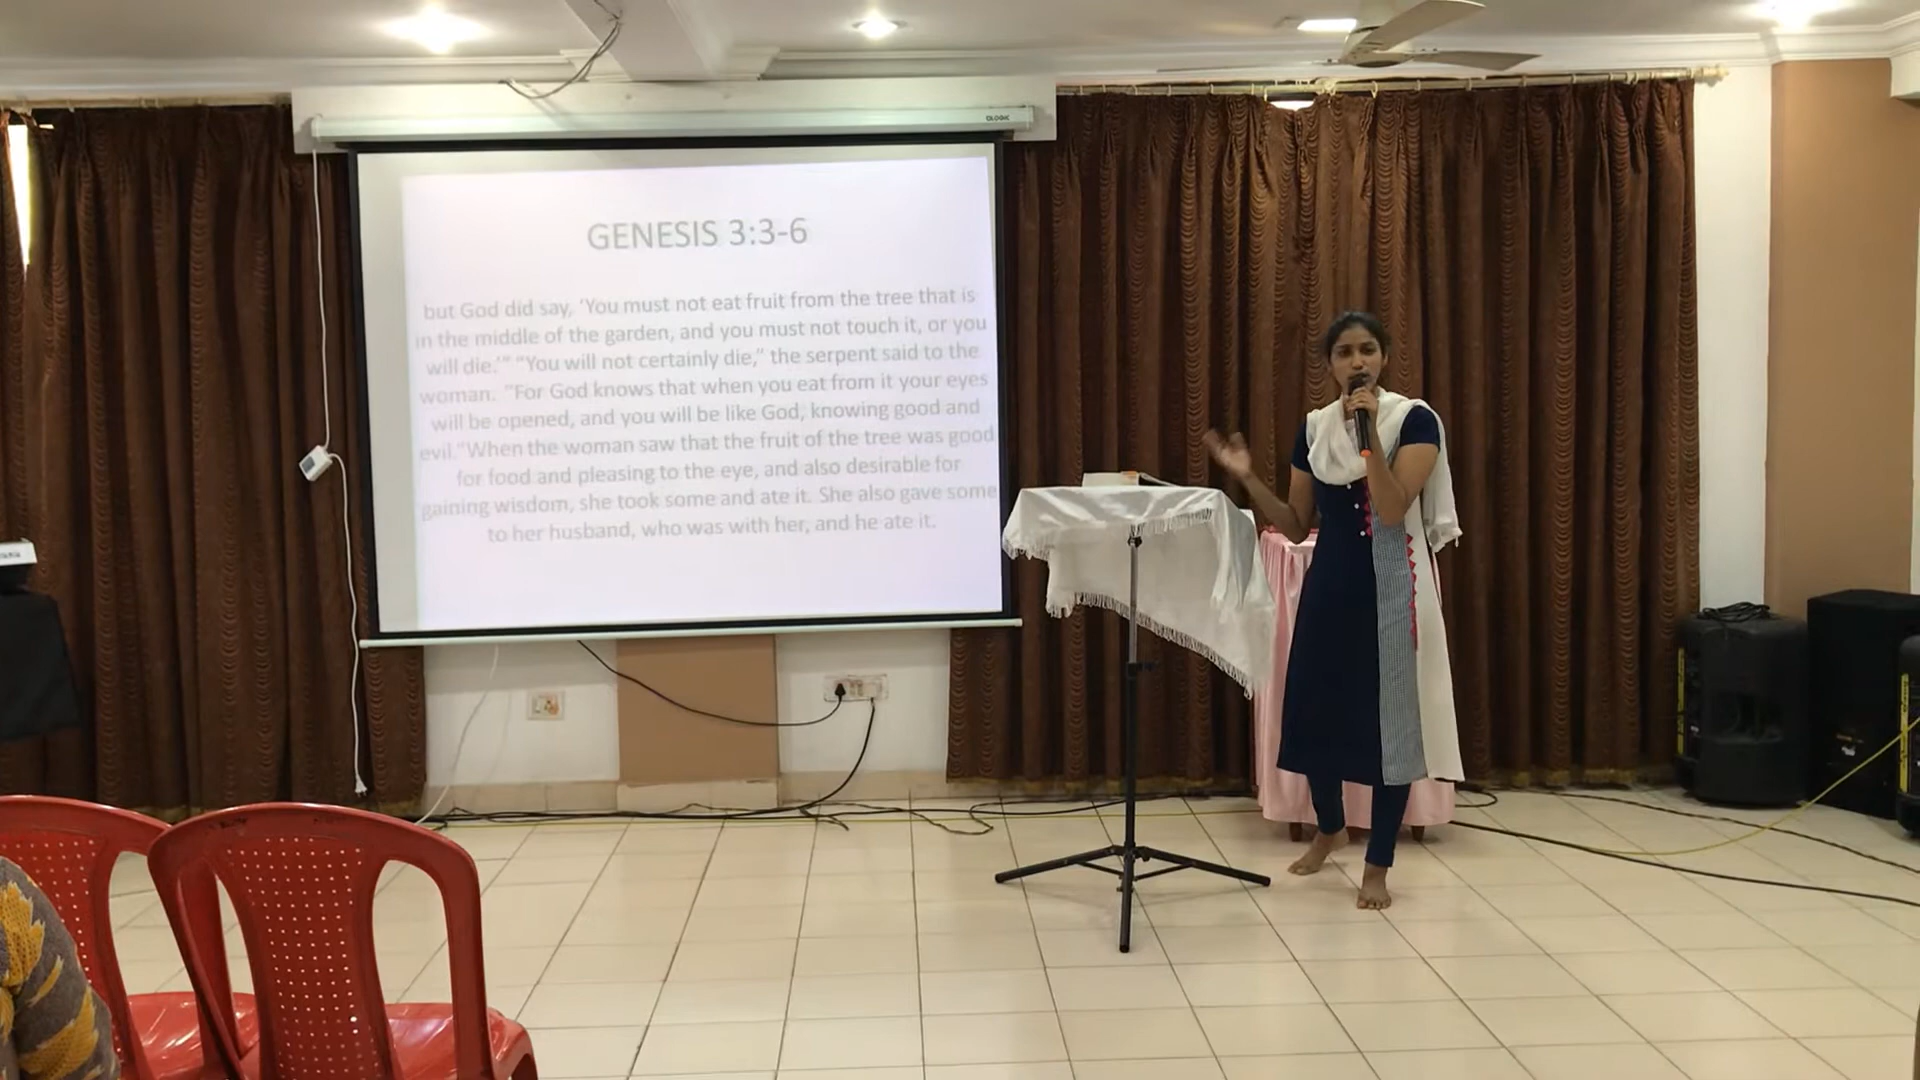 QLOGIC
GENESIS 3:3-6
but God did say, ‘You must not eat fruit from the tree that is
in the middle of the garden, and you must not touch it, or you
will die.’” “You will not certainly die,” the serpent said to the
woman. “For God knows that when you eat from it your eyes
will be opened, and you will be like God, knowing good and
evil.“When the woman saw that the fruit of the tree was good
for food and pleasing to the eye, and also desirable for
gaining wisdom, she took some and ate it. She also gave some
to her husband, who was with her, and he ate it.